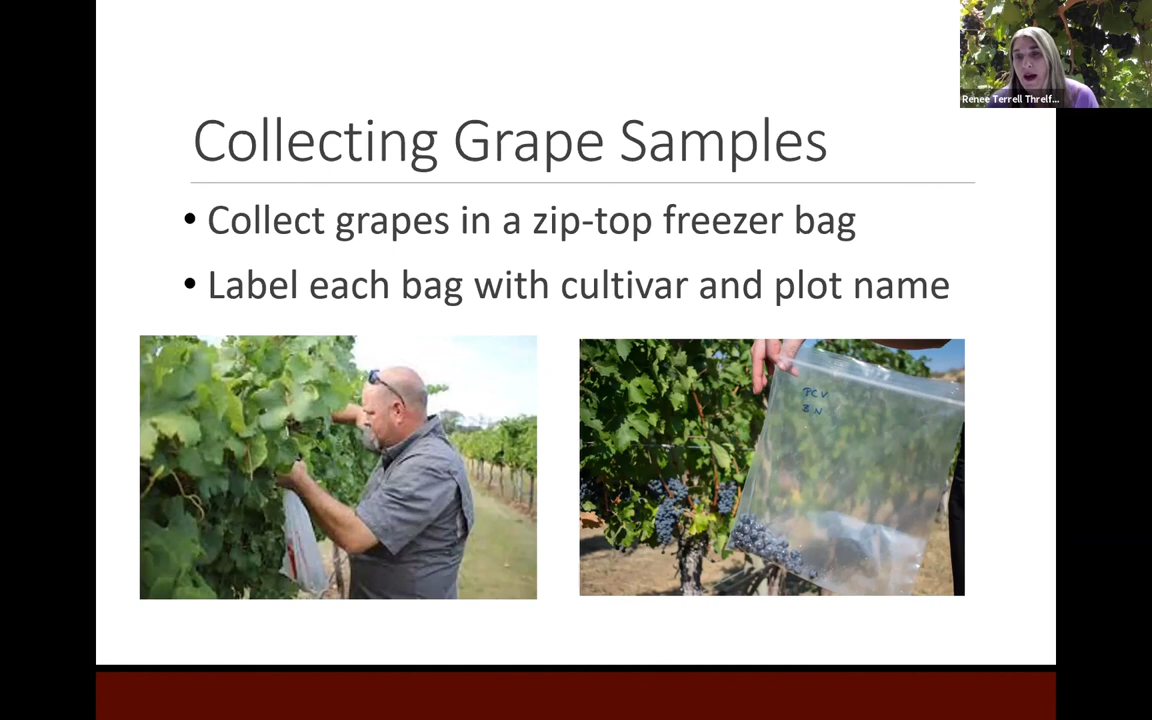 Renee Terrell Threlf...
Collecting Grape Samples
• Collect grapes in a zip-top freezer bag
• Label each bag with cultivar and plot name